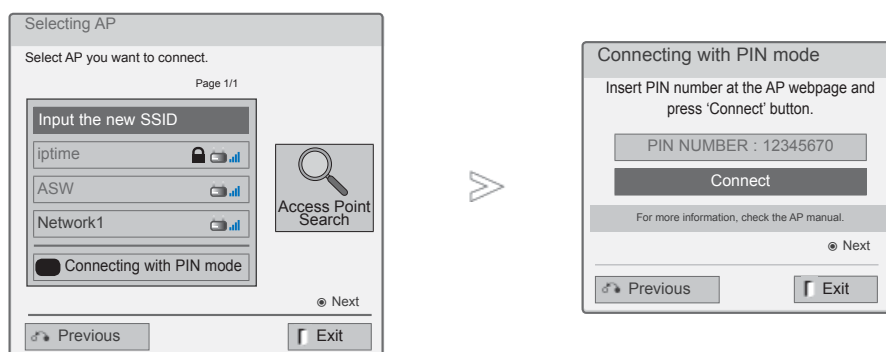 Selecting AP
Select AP you want to connect.
Page 1/1
Input the new SSID
iptime
ASW
Network1
Connecting with PIN mode
Access Point
Search
Next
Previous
Exit
Connecting with PIN mode
Insert PIN number at the AP webpage and
press ‘Connect’ button.
PIN NUMBER : 12345670
Connect
For more information, check the AP manual.
Next
Previous
Exit